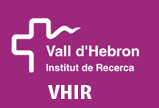 Vall d'Hebron
Institut de Recerca
VHIR